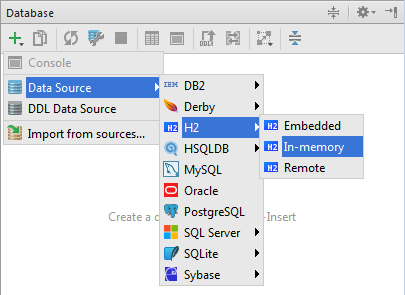 Database
DDL
Console
Data Source
DDL Data Source
Import from sources...
IBM DB2
Derby
H2 H2
HSQLDB
MySQL
Oracle
PostgreSQL
SQL Server
SQLite
Sybase
H2 Embedded
H2 In-memory
H2 Remote
Create a -Insert